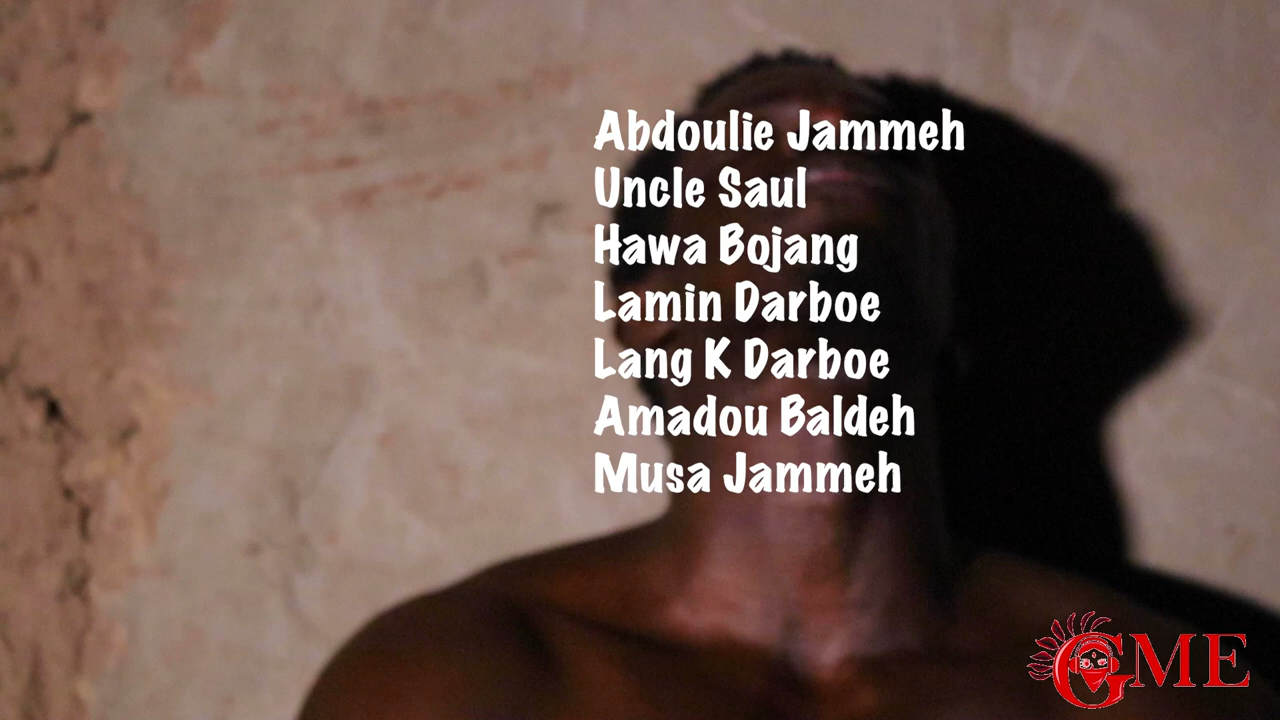 Abdoulie Jammeh
Uncle Saul
Hawa Bojang
Lamin Darboe
Lang K Darboe
Amadou Baldeh
Musa Jammeh
GME